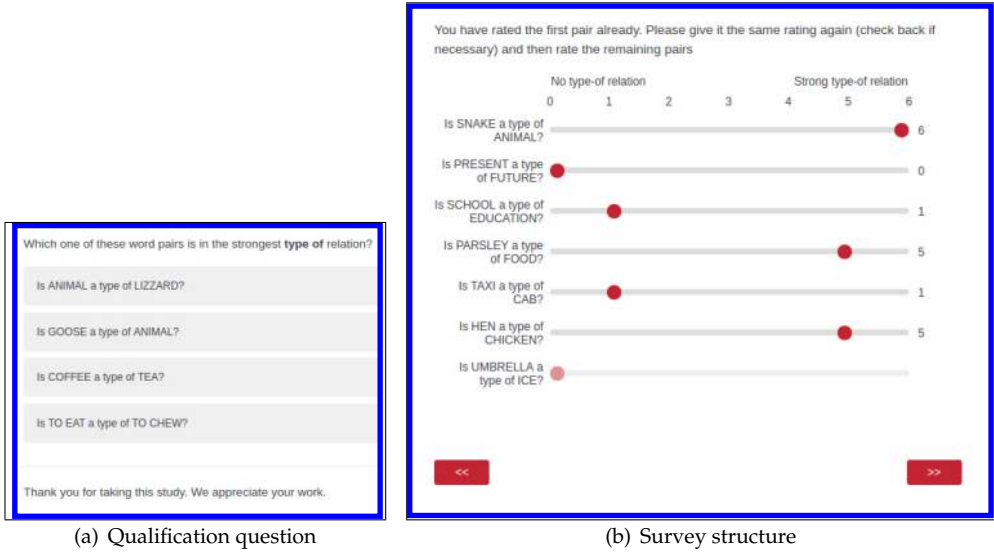 Which one of these word pairs is in the strongest type of relation?
Is ANIMAL a type of LIZZARD?
Is GOOSE a type of ANIMAL?
Is COFFEE a type of TEA?
Is TO EAT a type of TO CHEW?
Thank you for taking this study. We appreciate your work.
(a) Qualification question
You have rated the first pair already. Please give it the same rating again (check back if
necessary) and then rate the remaining pairs
No type-of relation Strong type-of relation
0 1 2 3 4 5 6
Is SNAKE a type of
ANIMAL?
6
Is PRESENT a type
of FUTURE?
0
Is SCHOOL a type of
EDUCATION?
1
Is PARSLEY a type
of FOOD?
5
Is TAXI a type of
CAB?
1
Is HEN a type of
CHICKEN?
5
Is UMBRELLA a
type of ICE?
<< >>
(b) Survey structure